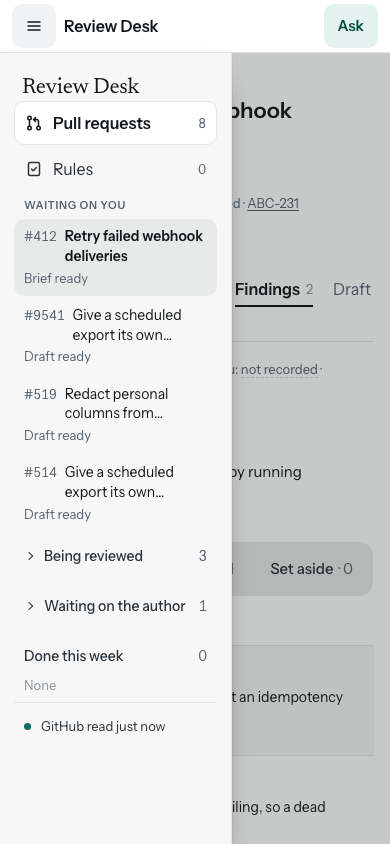 Review Desk
Ask
Review Desk
Pull requests 8
Rules 0
WAITING ON YOU
#412 Retry failed webhook
deliveries
Brief ready
#9541 Give a scheduled
export its own...
Draft ready
#519 Redact personal
columns from...
Draft ready
#514 Give a scheduled
export its own...
Draft ready
Being reviewed 3
Waiting on the author 1
Done this week 0
None
GitHub read just now
ABC-231
Findings 2 Draft
not recorded ·
by running
Set aside · 0
an idempotency
so a dead